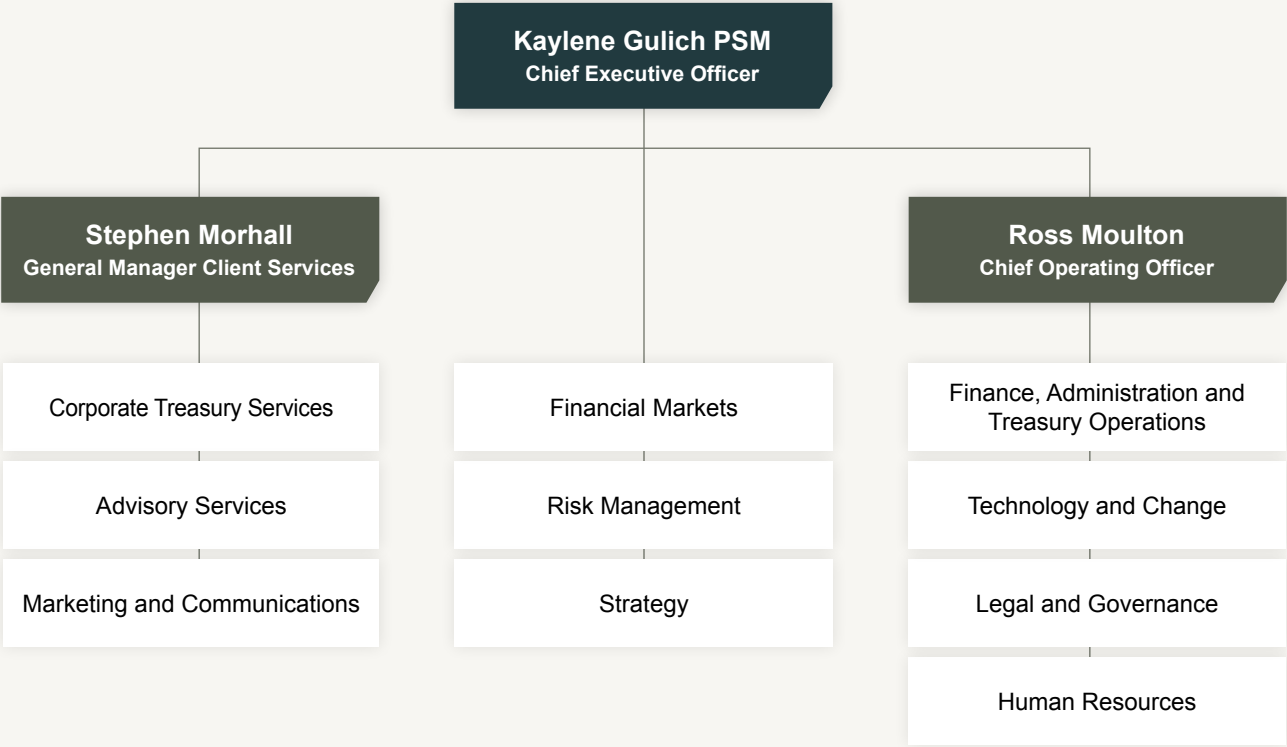 Kaylene Gulich PSM
Chief Executive Officer
Stephen Morhall
General Manager Client Services
Ross Moulton
Chief Operating Officer
Corporate Treasury Services
Advisory Services
Marketing and Communications
Financial Markets
Risk Management
Strategy
Finance, Administration and
Treasury Operations
Technology and Change
Legal and Governance
Human Resources